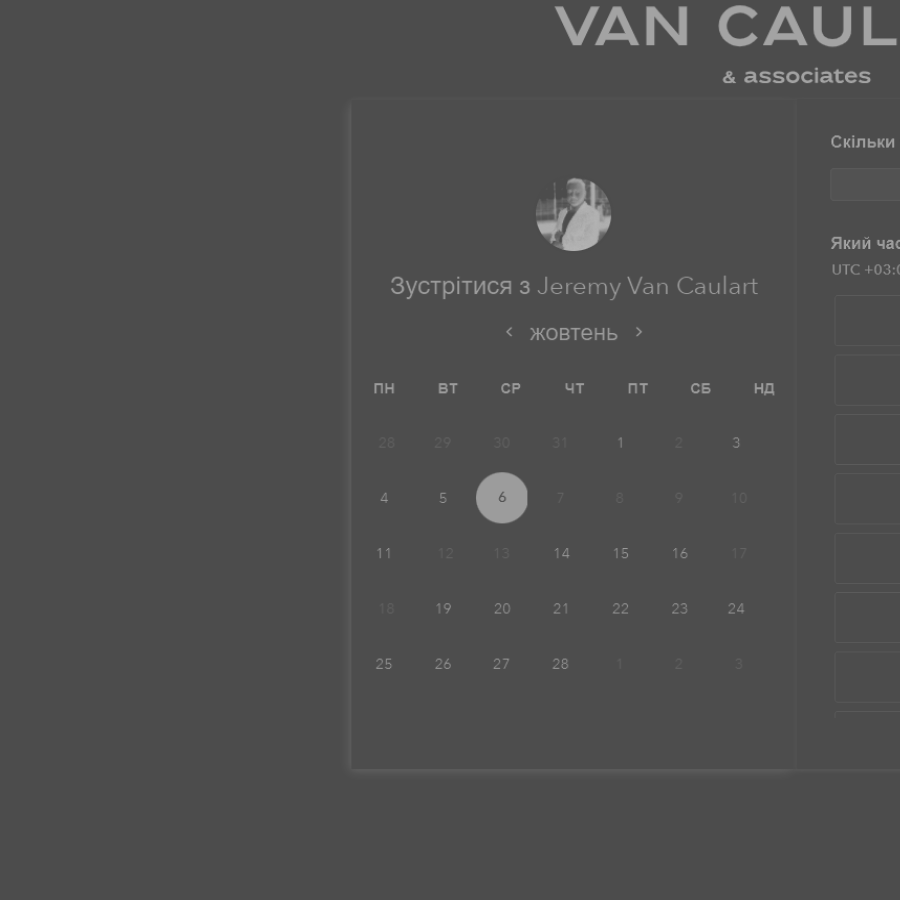 VAN CAUL
& associates
Зустрітися з Jeremy Van Caulart
жовтень
ПН ВТ СР ЧТ ПТ СБ НД
28 29 30 31 1 2 3
4 5 6 7 8 9 10
11 12 13 14 15 16 17
18 19 20 21 22 23 24
25 26 27 28 1 2 3
Скільки
Який час
UTC +03:0